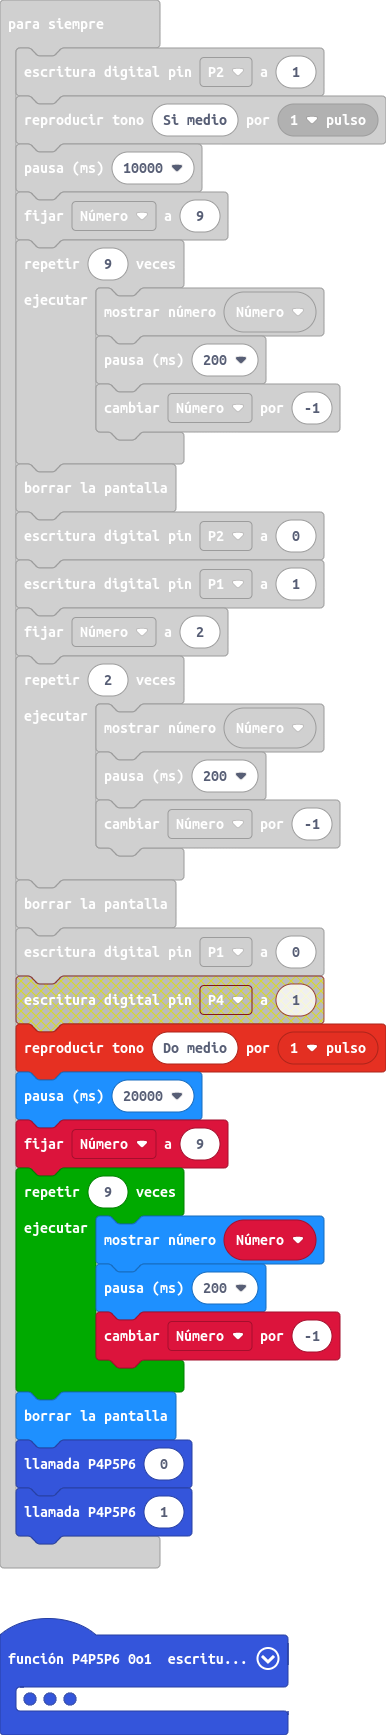 para siempre
escritura digital pin P2 a 1
reproducir tono Si medio por 1 pulso
pausa (ms) 10000
fijar Número a 9
repetir 9 veces
ejecutar
mostrar número Número
pausa (ms) 200
cambiar Número por -1
borrar la pantalla
escritura digital pin P2 a 0
escritura digital pin P1 a 1
fijar Número a 2
repetir 2 veces
ejecutar
mostrar número Número
pausa (ms) 200
cambiar Número por -1
borrar la pantalla
escritura digital pin P1 a 0
escritura digital pin P4 a 1
reproducir tono Do medio por 1 pulso
pausa (ms) 20000
fijar Número a 9
repetir 9 veces
ejecutar
mostrar número Número
pausa (ms) 200
cambiar Número por -1
borrar la pantalla
llamada P4P5P6 0
llamada P4P5P6 1
función P4P5P6 0o1 escritu...